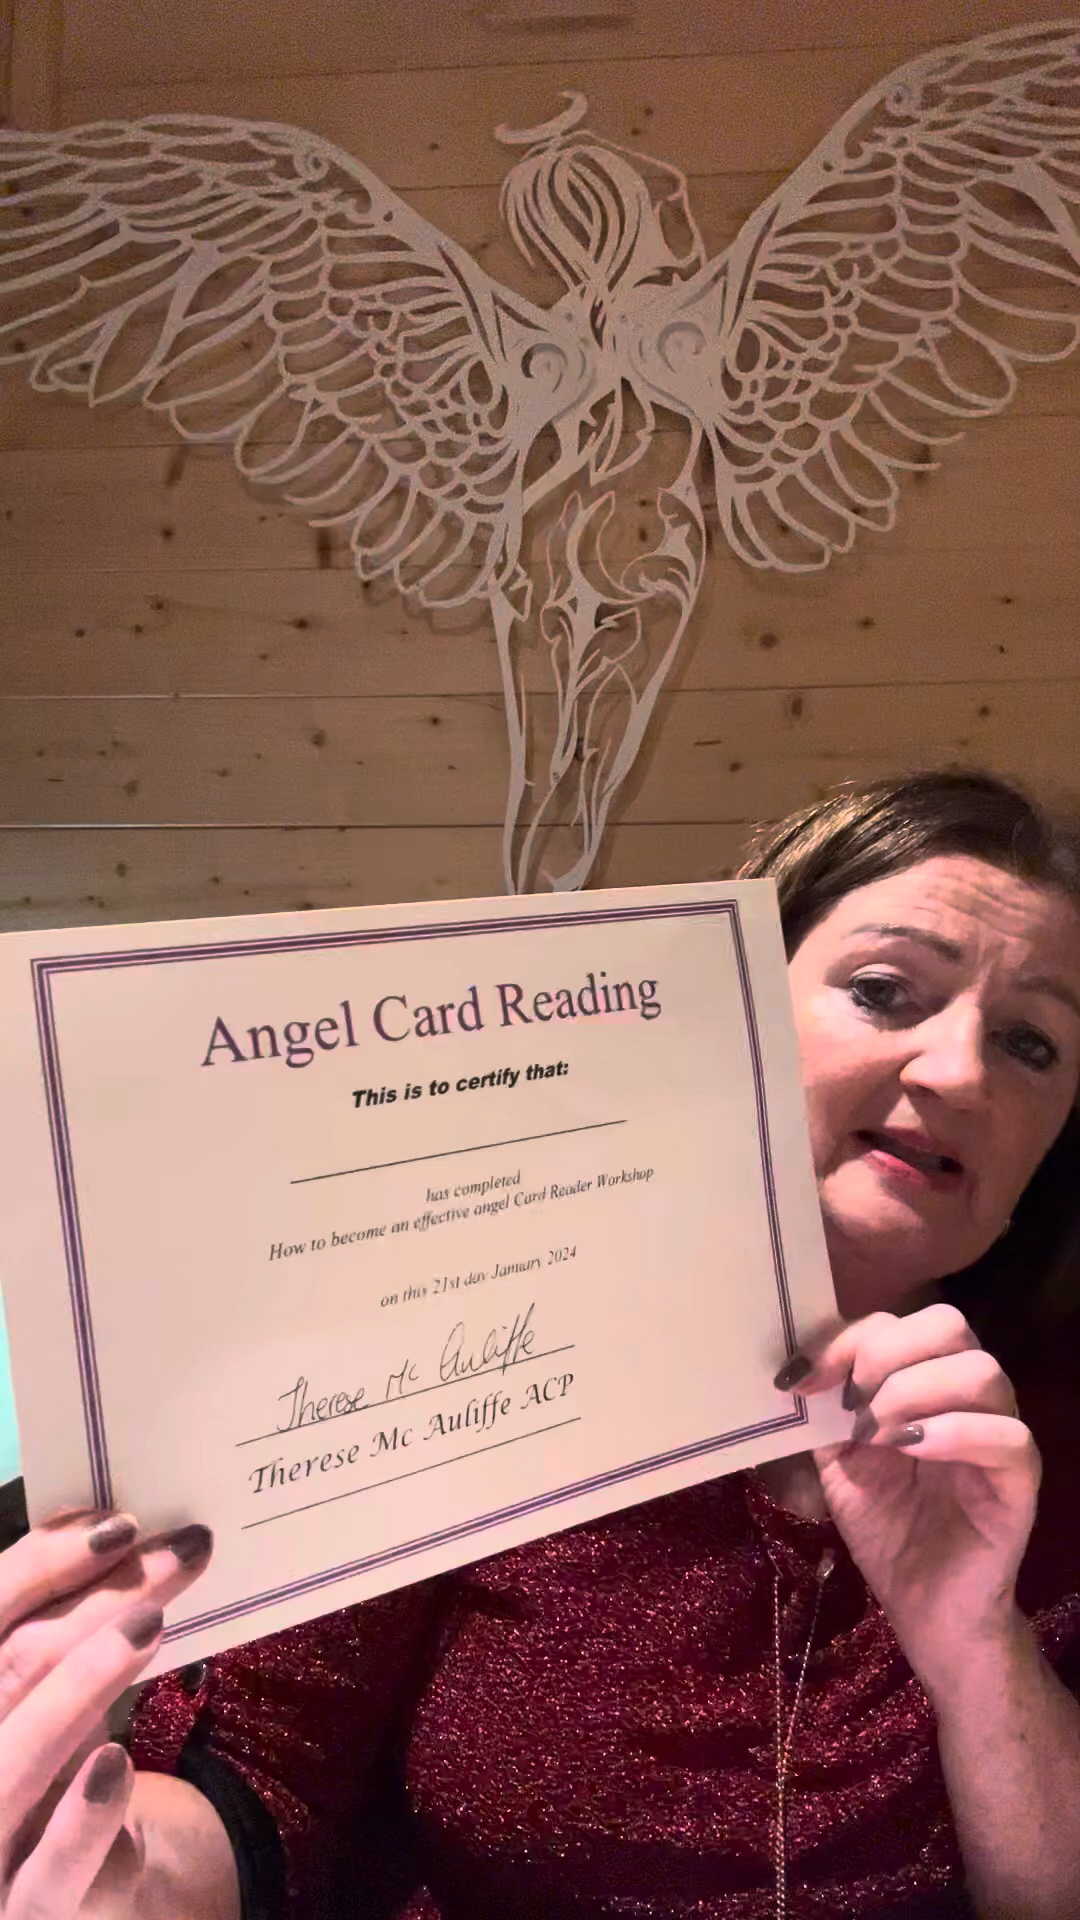 Angel Card Reading
This is to certify that:
has completed
How to become an effective angel Card Reader Workshop
on this 21st day January 2024
Therese Mc Auliffe
Therese Mc Auliffe ACP